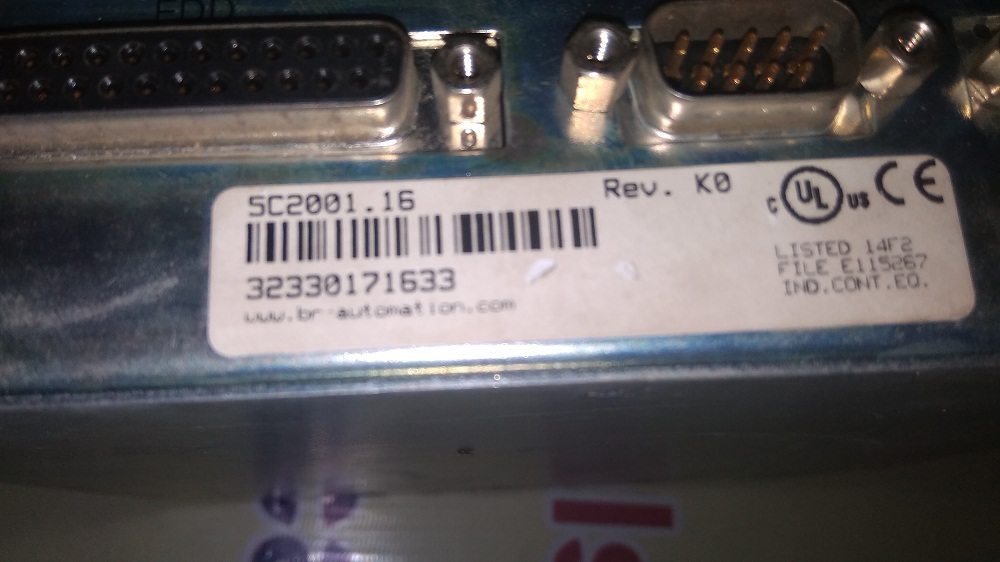 FDD
5C2001.16
Rev. K0
C UL US CE
32330171633
www.br-automation.com
LISTED 14F2
FILE E115267
IND.CONT.EQ.